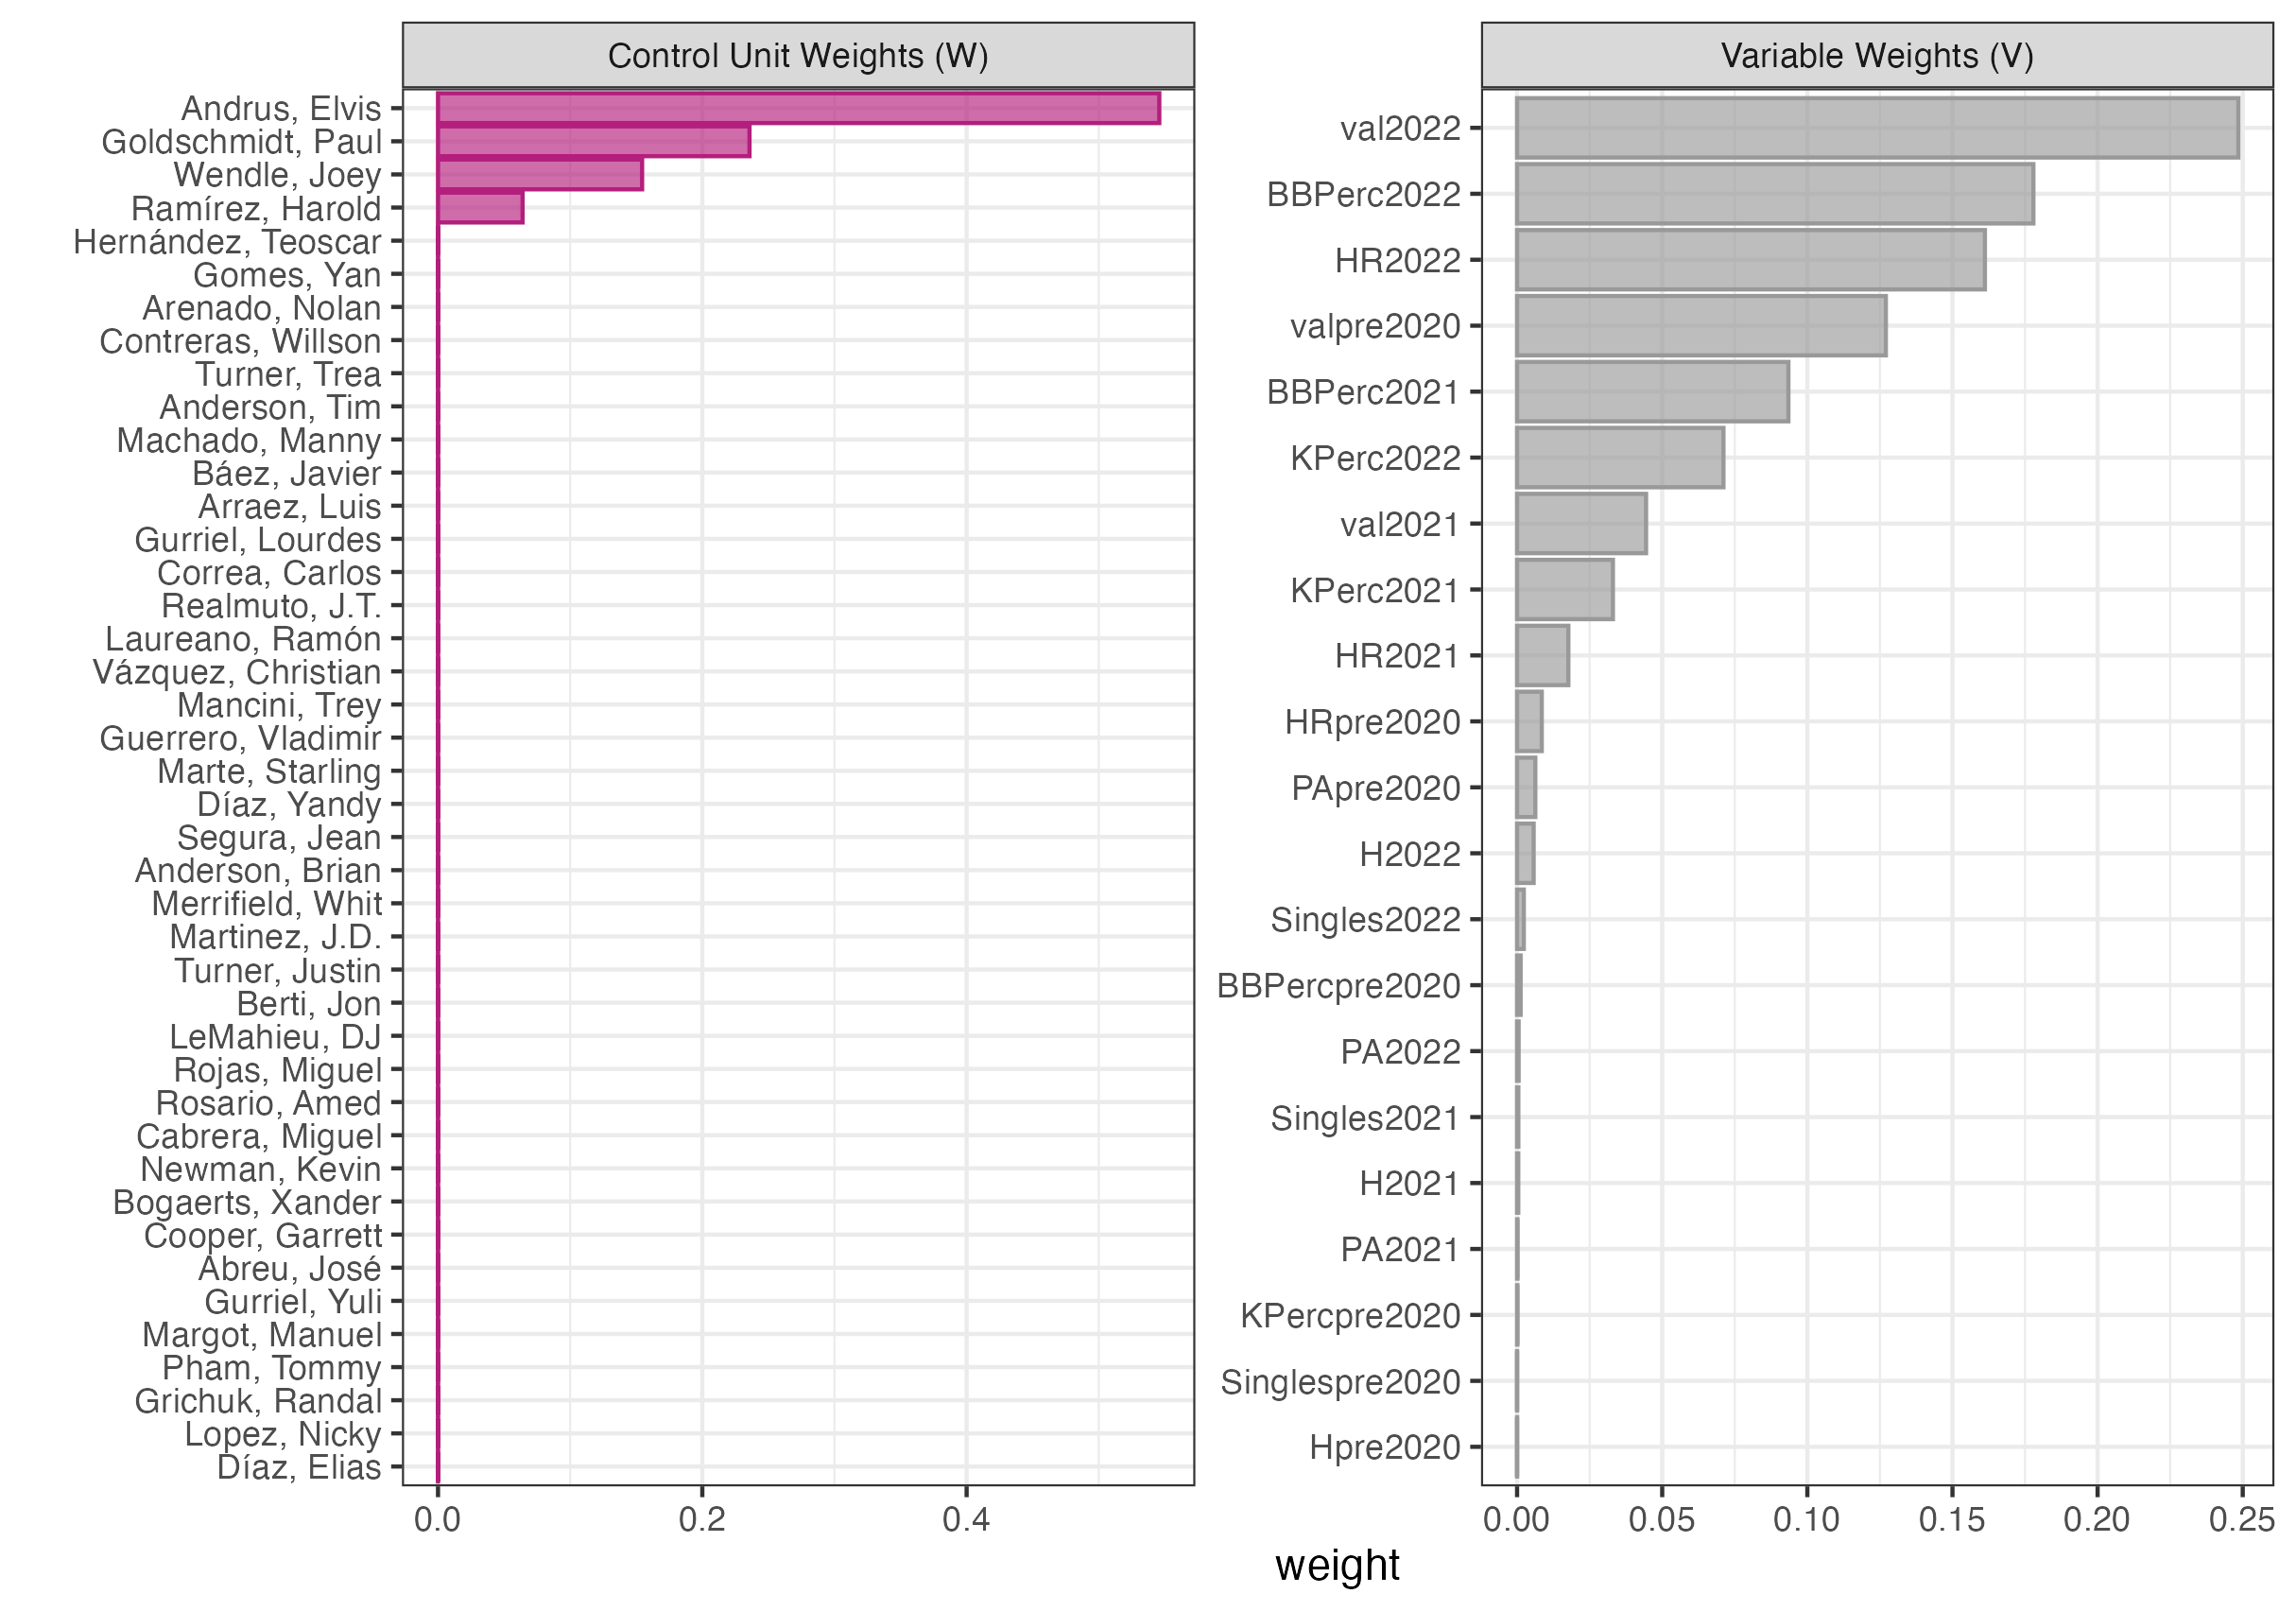 Control Unit Weights (W)
Andrus, Elvis
Goldschmidt, Paul
Wendle, Joey
Ramírez, Harold
Hernández, Teoscar
Gomes, Yan
Arenado, Nolan
Contreras, Willson
Turner, Trea
Anderson, Tim
Machado, Manny
Báez, Javier
Arraez, Luis
Gurriel, Lourdes
Correa, Carlos
Realmuto, J.T.
Laureano, Ramón
Vázquez, Christian
Mancini, Trey
Guerrero, Vladimir
Marte, Starling
Díaz, Yandy
Segura, Jean
Anderson, Brian
Merrifield, Whit
Martinez, J.D.
Turner, Justin
Berti, Jon
LeMahieu, DJ
Rojas, Miguel
Rosario, Amed
Cabrera, Miguel
Newman, Kevin
Bogaerts, Xander
Cooper, Garrett
Abreu, José
Gurriel, Yuli
Margot, Manuel
Pham, Tommy
Grichuk, Randal
Lopez, Nicky
Díaz, Elias
0.0 0.2 0.4
Variable Weights (V)
val2022
BBPerc2022
HR2022
valpre2020
BBPerc2021
KPerc2022
val2021
KPerc2021
HR2021
HRpre2020
PApre2020
H2022
Singles2022
BBPercpre2020
PA2022
Singles2021
H2021
PA2021
KPercpre2020
Singlespre2020
Hpre2020
0.00 0.05 0.10 0.15 0.20 0.25
weight